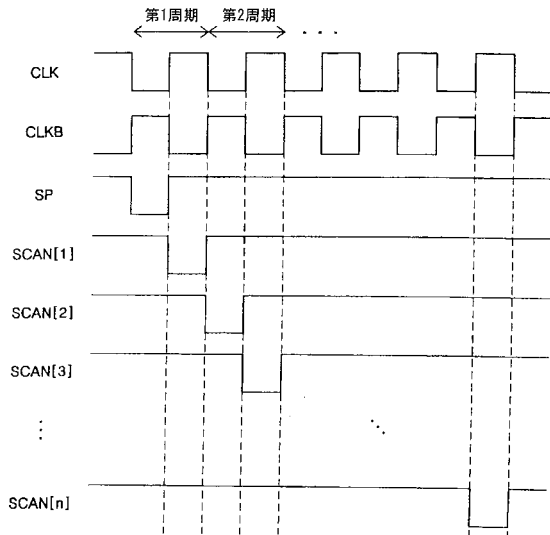 第1周期 第2周期 · · ·
CLK
CLKB
SP
SCAN[1]
SCAN[2]
SCAN[3]
SCAN[n]